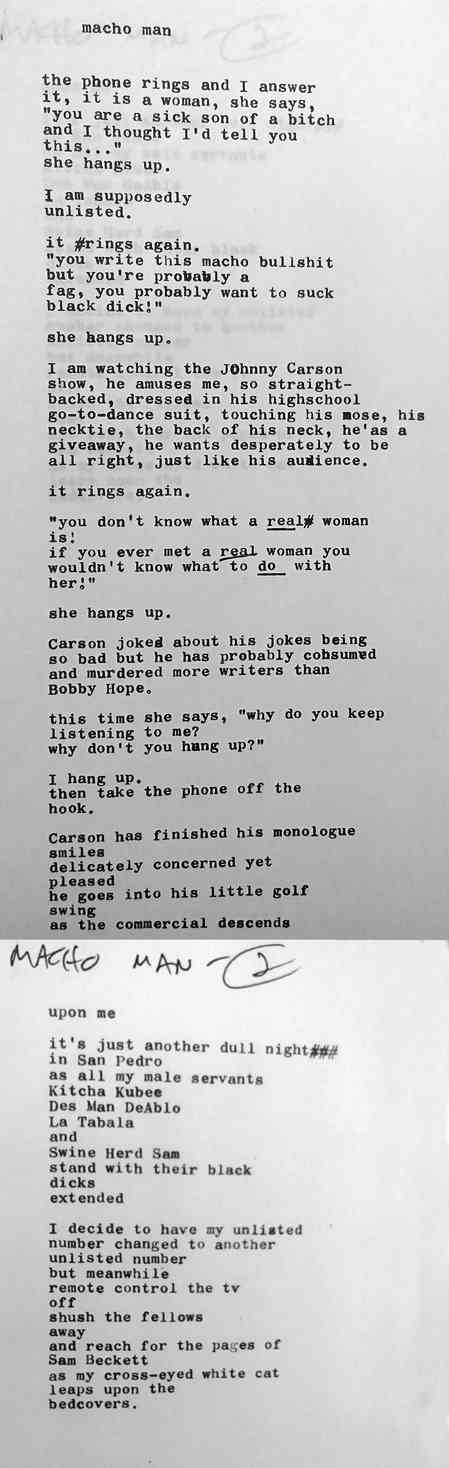 macho man
the phone rings and I answer
it, it is a woman, she says,
"you are a sick son of a bitch
and I thought I'd tell you
this..."
she hangs up.
I am supposedly
unlisted.
it #rings again.
"you write this macho bullshit
but you're probably a
fag, you probably want to suck
black dick!"
she hangs up.
I am watching the JOhnny Carson
show, he amuses me, so straight-
backed, dressed in his highschool
go-to-dance suit, touching his nose, his
necktie, the back of his neck, he'as a
giveaway, he wants desperately to be
all right, just like his audience.
it rings again.
"you don't know what a real# woman
is!
if you ever met a real woman you
wouldn't know what to do with
her!"
she hangs up.
Carson joked about his jokes being
so bad but he has probably cohsumed
and murdered more writers than
Bobby Hope.
this time she says, "why do you keep
listening to me?
why don't you hang up?"
I hang up.
then take the phone off the
hook.
Carson has finished his monologue
smiles
delicately concerned yet
pleased
he goes into his little golf
swing
as the commercial descends
MACHO MAN - 2
upon me
it's just another dull night###
in San Pedro
as all my male servants
Kitcha Kubee
Des Man DeAblo
La Tabala
and
Swine Herd Sam
stand with their black
dicks
extended
I decide to have my unlisted
number changed to another
unlisted number
but meanwhile
remote control the tv
off
shush the fellows
away
and reach for the pages of
Sam Beckett
as my cross-eyed white cat
leaps upon the
bedcovers.